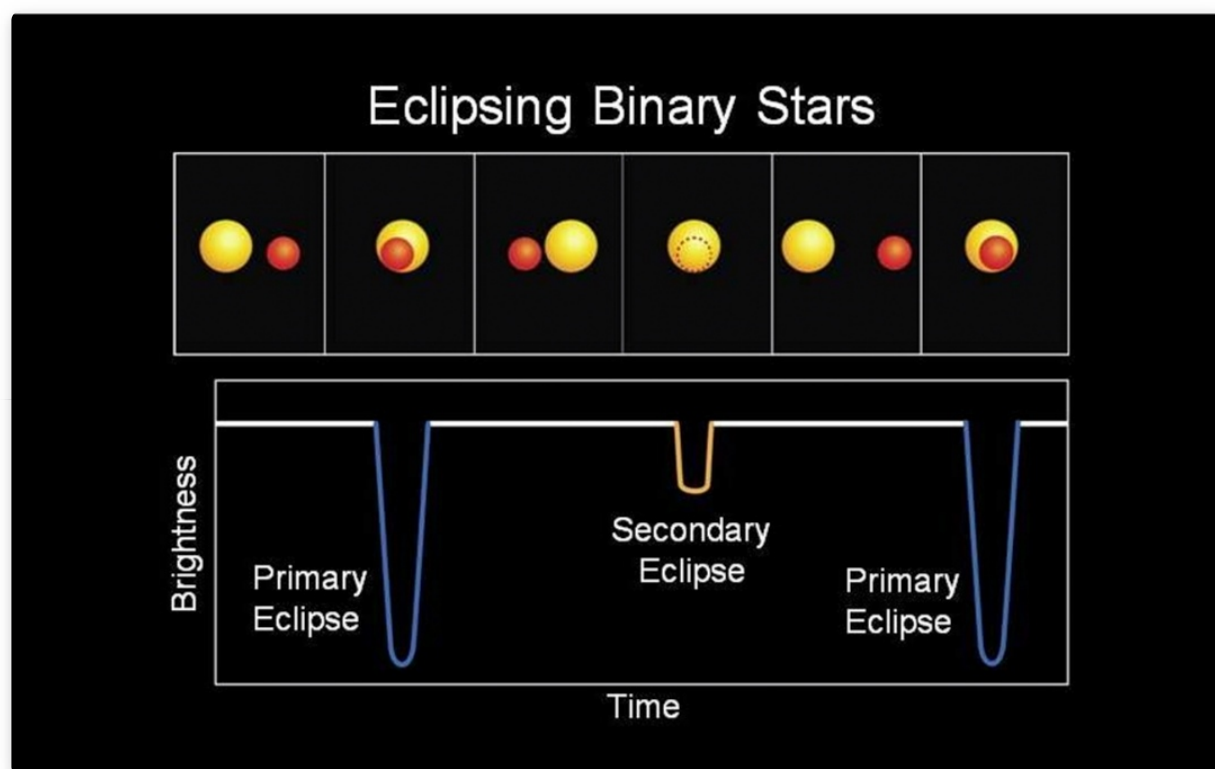 Eclipsing Binary Stars
Brightness
Primary
Eclipse
Secondary
Eclipse
Primary
Eclipse
Time